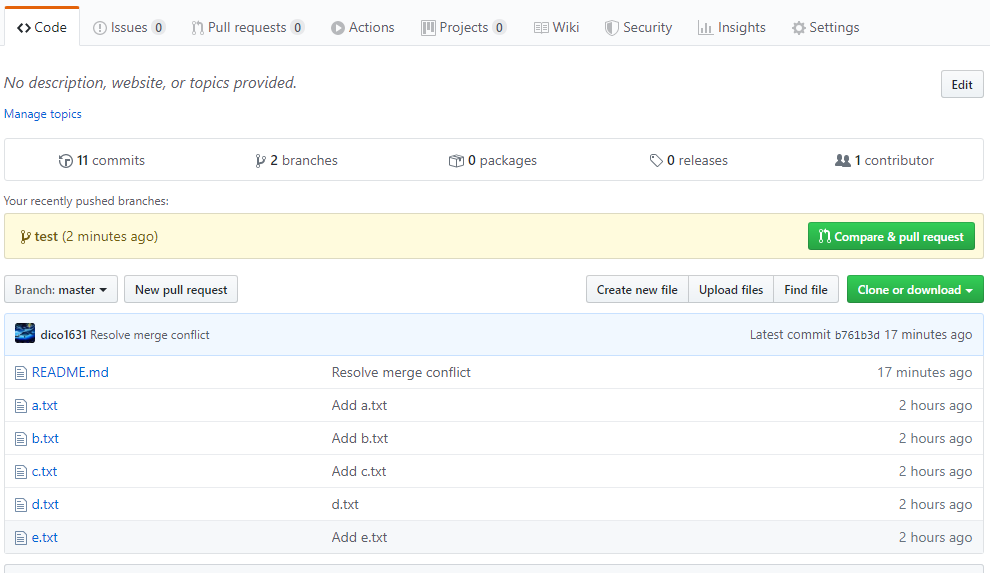 Code Issues 0 Pull requests 0 Actions Projects 0 Wiki Security Insights Settings
No description, website, or topics provided. Edit
Manage topics
11 commits 2 branches 0 packages 0 releases 1 contributor
Your recently pushed branches:
test (2 minutes ago) Compare & pull request
Branch: master New pull request Create new file Upload files Find file Clone or download
dico1631 Resolve merge conflict Latest commit b761b3d 17 minutes ago
README.md Resolve merge conflict 17 minutes ago
a.txt Add a.txt 2 hours ago
b.txt Add b.txt 2 hours ago
c.txt Add c.txt 2 hours ago
d.txt d.txt 2 hours ago
e.txt Add e.txt 2 hours ago